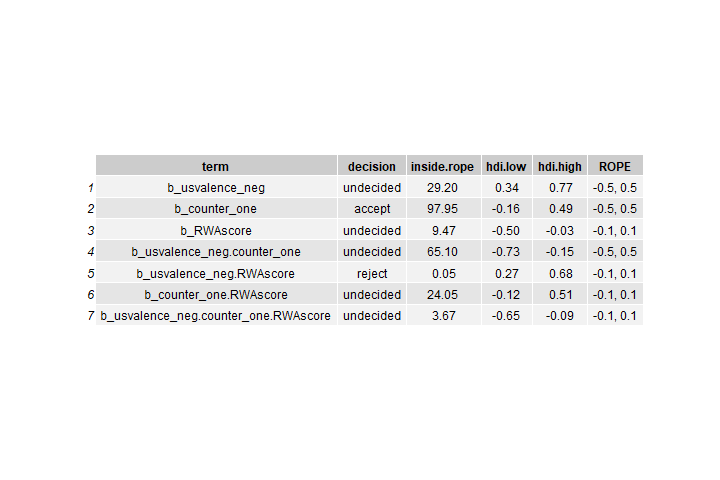 term decision inside.rope hdi.low hdi.high ROPE
1 b_usvalence_neg undecided 29.20 0.34 0.77 -0.5, 0.5
2 b_counter_one accept 97.95 -0.16 0.49 -0.5, 0.5
3 b_RWAscore undecided 9.47 -0.50 -0.03 -0.1, 0.1
4 b_usvalence_neg.counter_one undecided 65.10 -0.73 -0.15 -0.5, 0.5
5 b_usvalence_neg.RWAscore reject 0.05 0.27 0.68 -0.1, 0.1
6 b_counter_one.RWAscore undecided 24.05 -0.12 0.51 -0.1, 0.1
7 b_usvalence_neg.counter_one.RWAscore undecided 3.67 -0.65 -0.09 -0.1, 0.1